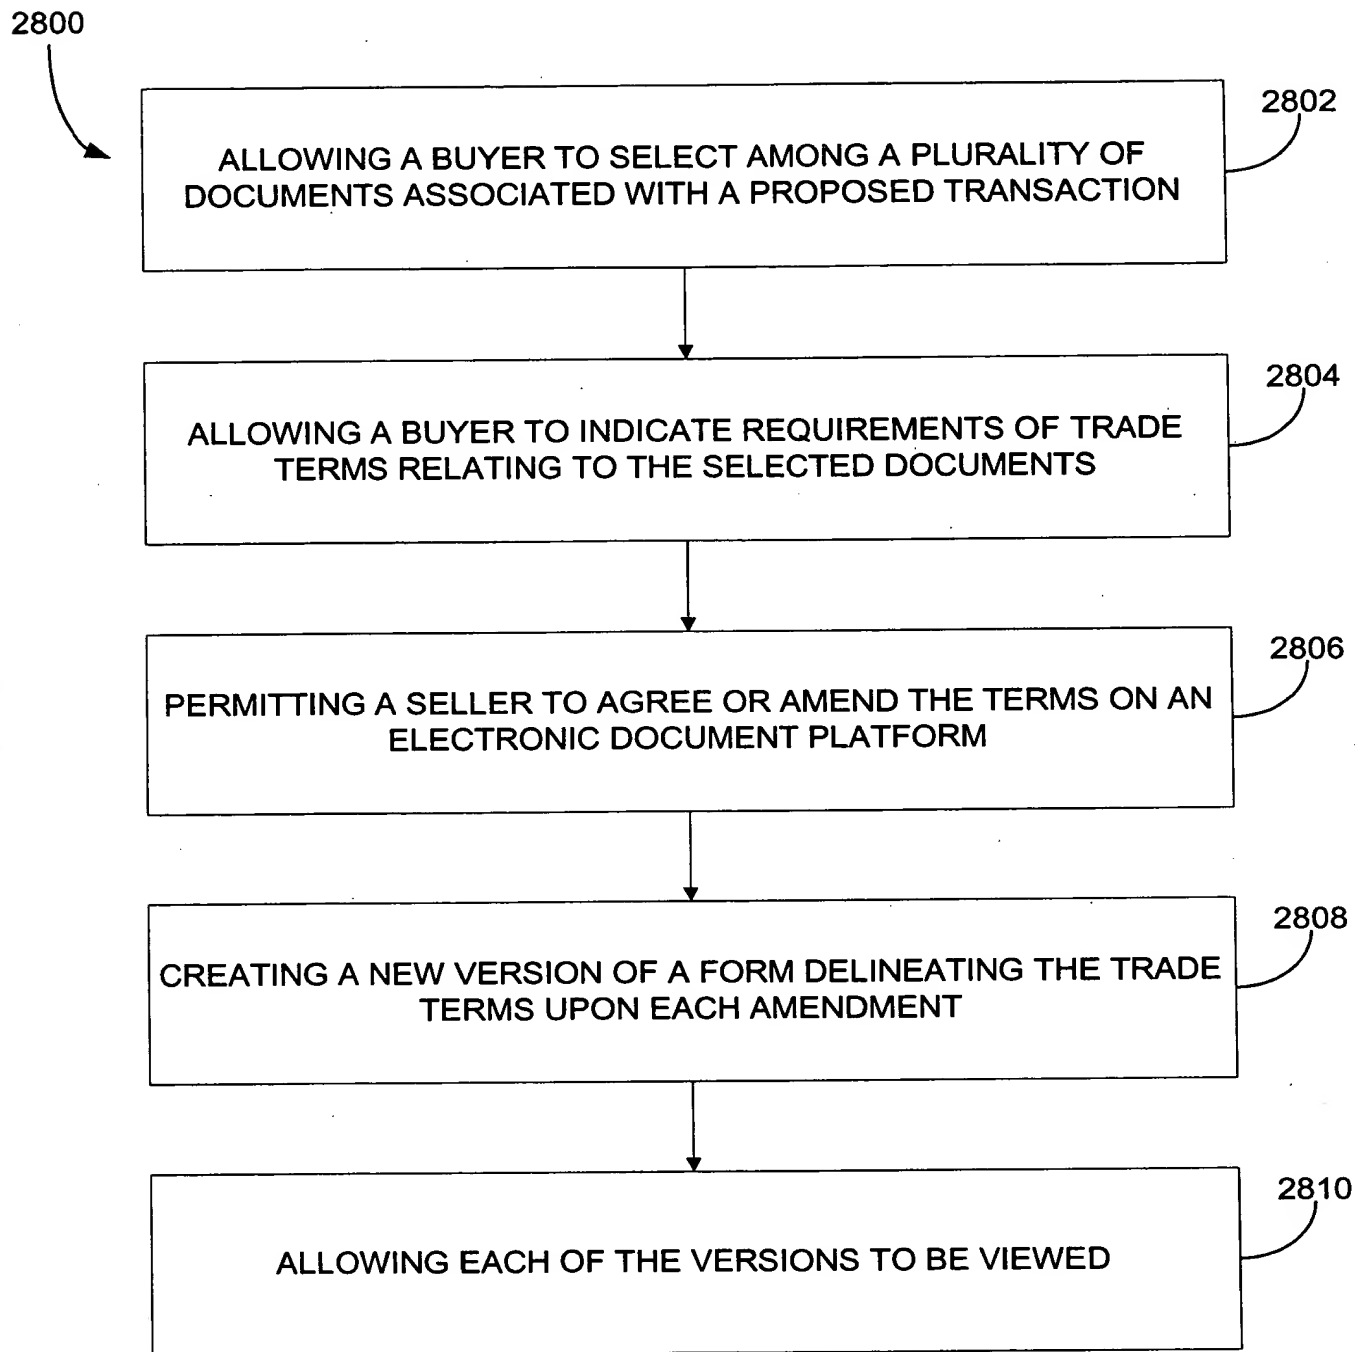 2800
2802
ALLOWING A BUYER TO SELECT AMONG A PLURALITY OF
DOCUMENTS ASSOCIATED WITH A PROPOSED TRANSACTION
2804
ALLOWING A BUYER TO INDICATE REQUIREMENTS OF TRADE
TERMS RELATING TO THE SELECTED DOCUMENTS
2806
PERMITTING A SELLER TO AGREE OR AMEND THE TERMS ON AN
ELECTRONIC DOCUMENT PLATFORM
2808
CREATING A NEW VERSION OF A FORM DELINEATING THE TRADE
TERMS UPON EACH AMENDMENT
2810
ALLOWING EACH OF THE VERSIONS TO BE VIEWED